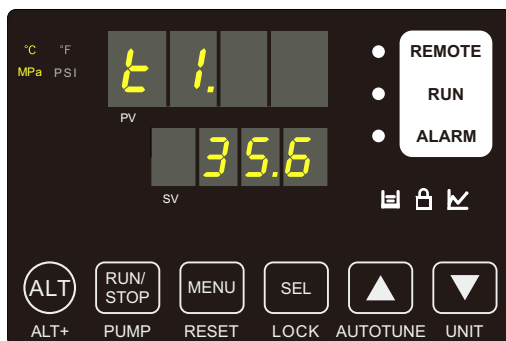 °C °F
MPa PSI
t1.
PV
35.6
SV
REMOTE
RUN
ALARM
ALT
RUN/
STOP
MENU
SEL
ALT+ PUMP RESET LOCK AUTOTUNE UNIT